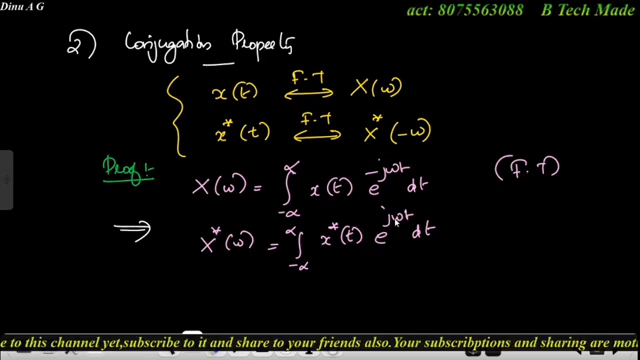 Dinu A G
act: 8075563088 B Tech Made
2) Conjugation Property
x(t) F.T ⟷ X(ω)
x*(t) F.T ⟷ X*(-ω)
Proof:-
X(ω) = ∫_{-α}^{α} x(t) e^{-jωt} dt (F.T)
⟹ X*(ω) = ∫_{-α}^{α} x*(t) e^{jωt} dt
e to this channel yet,subscribe to it and share to your friends also.Your subscribptions and sharing are mo